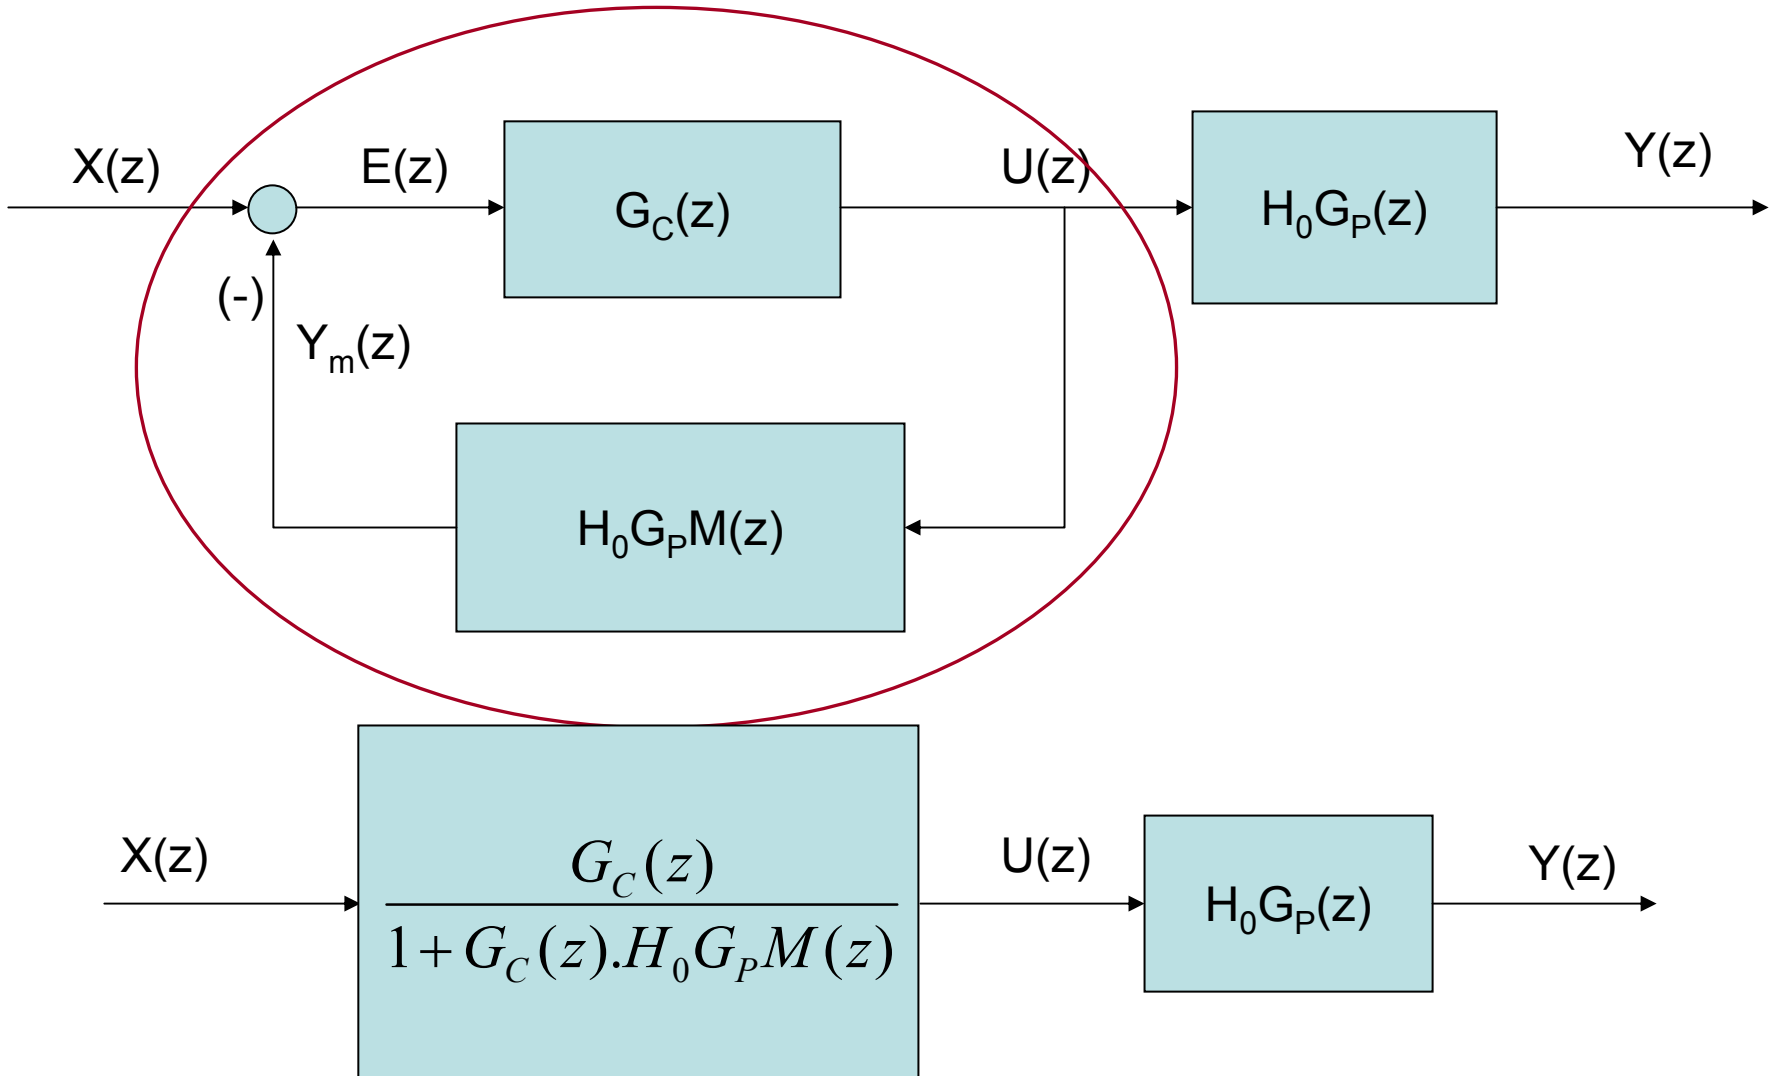 X(z)
E(z)
G_C(z)
U(z)
H_0G_P(z)
Y(z)
(-)
Y_m(z)
H_0G_PM(z)
X(z)
G_C(z)
1+G_C(z).H_0G_PM(z)
U(z)
H_0G_P(z)
Y(z)